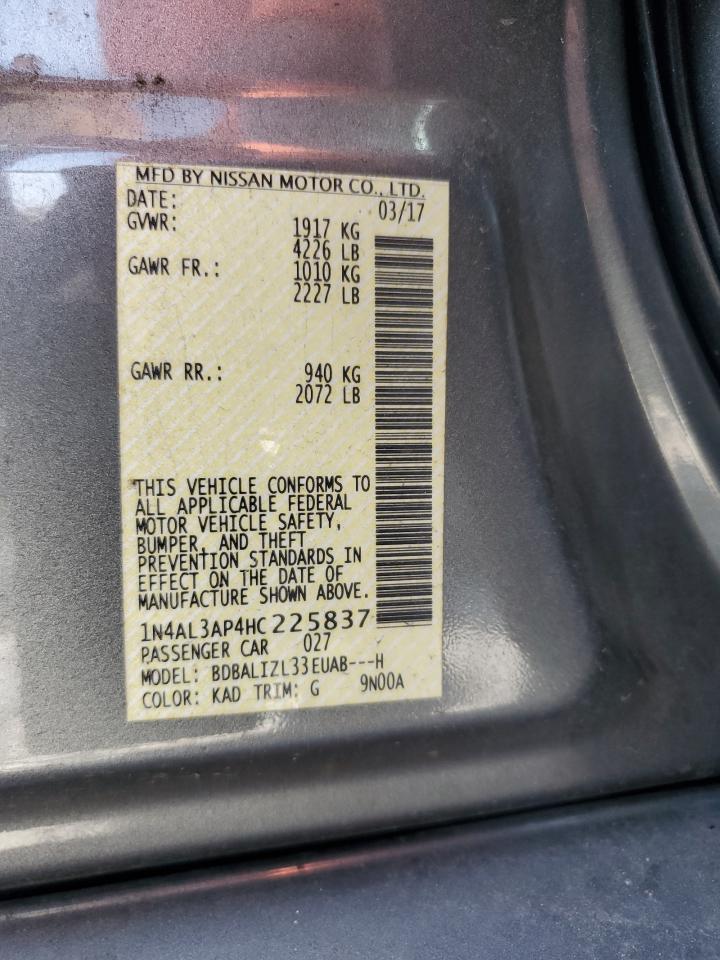 MFD BY NISSAN MOTOR CO., LTD.
DATE: 03/17
GVWR: 1917 KG
4226 LB
GAWR FR.: 1010 KG
2227 LB
GAWR RR.: 940 KG
2072 LB
THIS VEHICLE CONFORMS TO
ALL APPLICABLE FEDERAL
MOTOR VEHICLE SAFETY,
BUMPER, AND THEFT
PREVENTION STANDARDS IN
EFFECT ON THE DATE OF
MANUFACTURE SHOWN ABOVE.
1N4AL3AP4HC225837
PASSENGER CAR 027
MODEL: BDBALIZL33EUAB---H
COLOR: KAD TRIM: G 9N00A